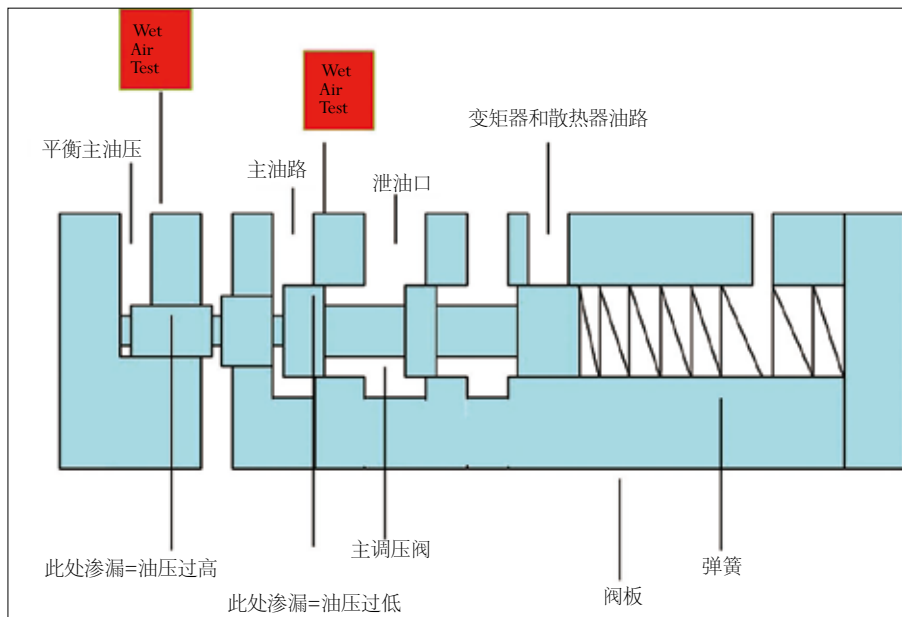 Wet
Air
Test
Wet
Air
Test
变矩器和散热器油路
平衡主油压
主油路
泄油口
此处渗漏=油压过高
主调压阀
弹簧
此处渗漏=油压过低
阀板